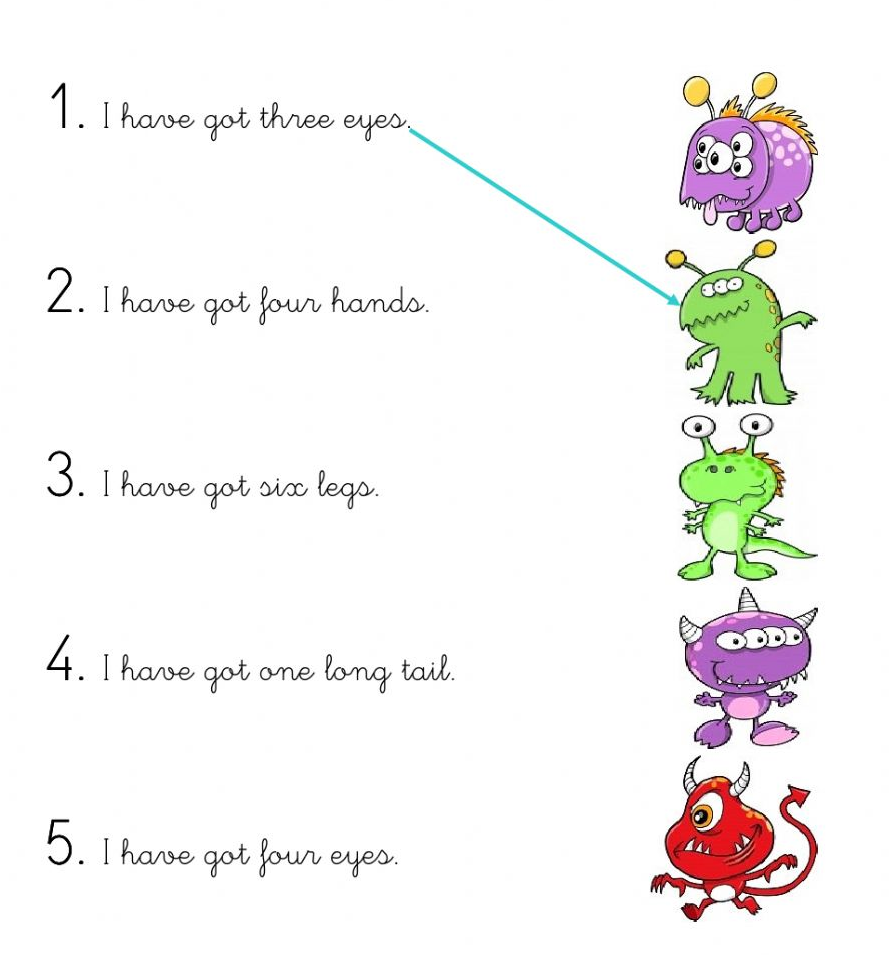 1. I have got three eyes.
2. I have got four hands.
3. I have got six legs.
4. I have got one long tail.
5. I have got four eyes.